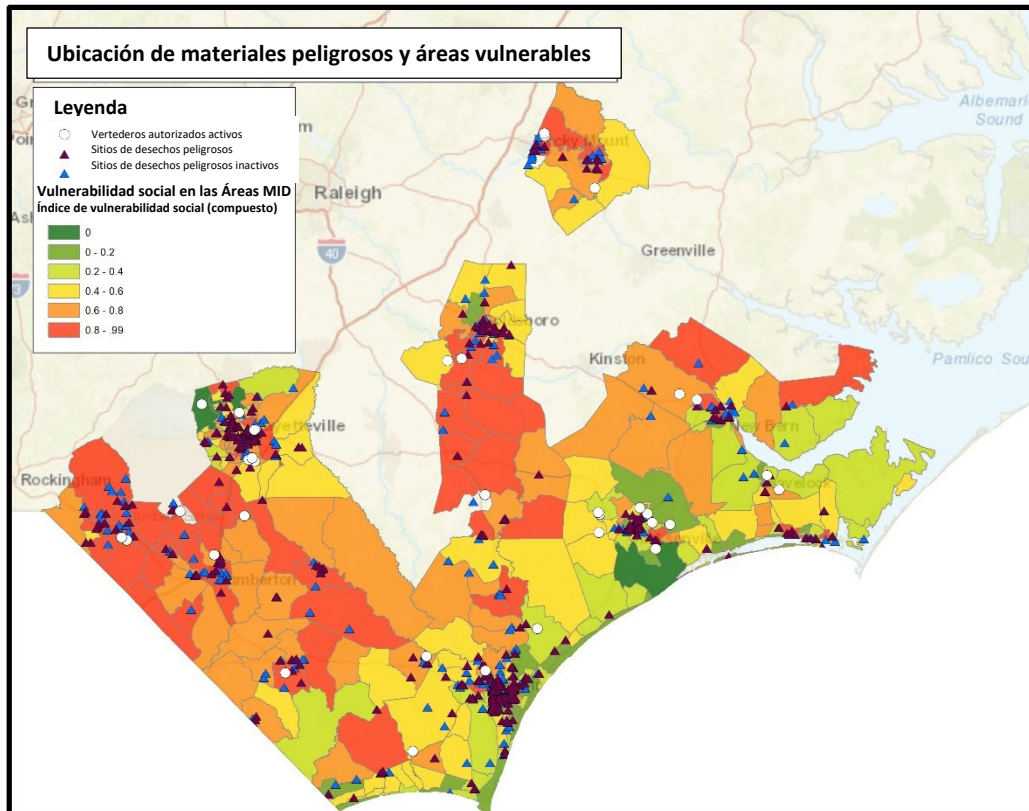 Ubicación de materiales peligrosos y áreas vulnerables
Leyenda
Vertederos autorizados activos
Sitios de desechos peligrosos
Sitios de desechos peligrosos inactivos
Vulnerabilidad social en las Áreas MID
Índice de vulnerabilidad social (compuesto)
0
0 - 0.2
0.2 - 0.4
0.4 - 0.6
0.6 - 0.8
0.8 - .99
Albemarle
Sound
Raleigh
40
Greenville
Kinston
Pamlico
New Bern
Rockingham